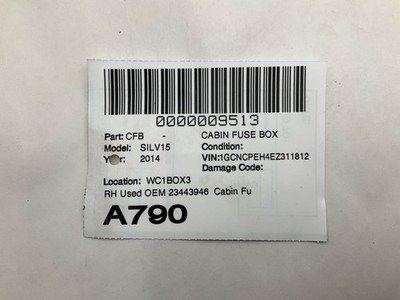 0000009513
Part: CFB - CABIN FUSE BOX
Model: SILV15 Condition:
Year: 2014 VIN:1GCNCPEH4EZ311812
Damage Code:
Location: WC1BOX3
RH Used OEM 23443946 Cabin Fu
A790